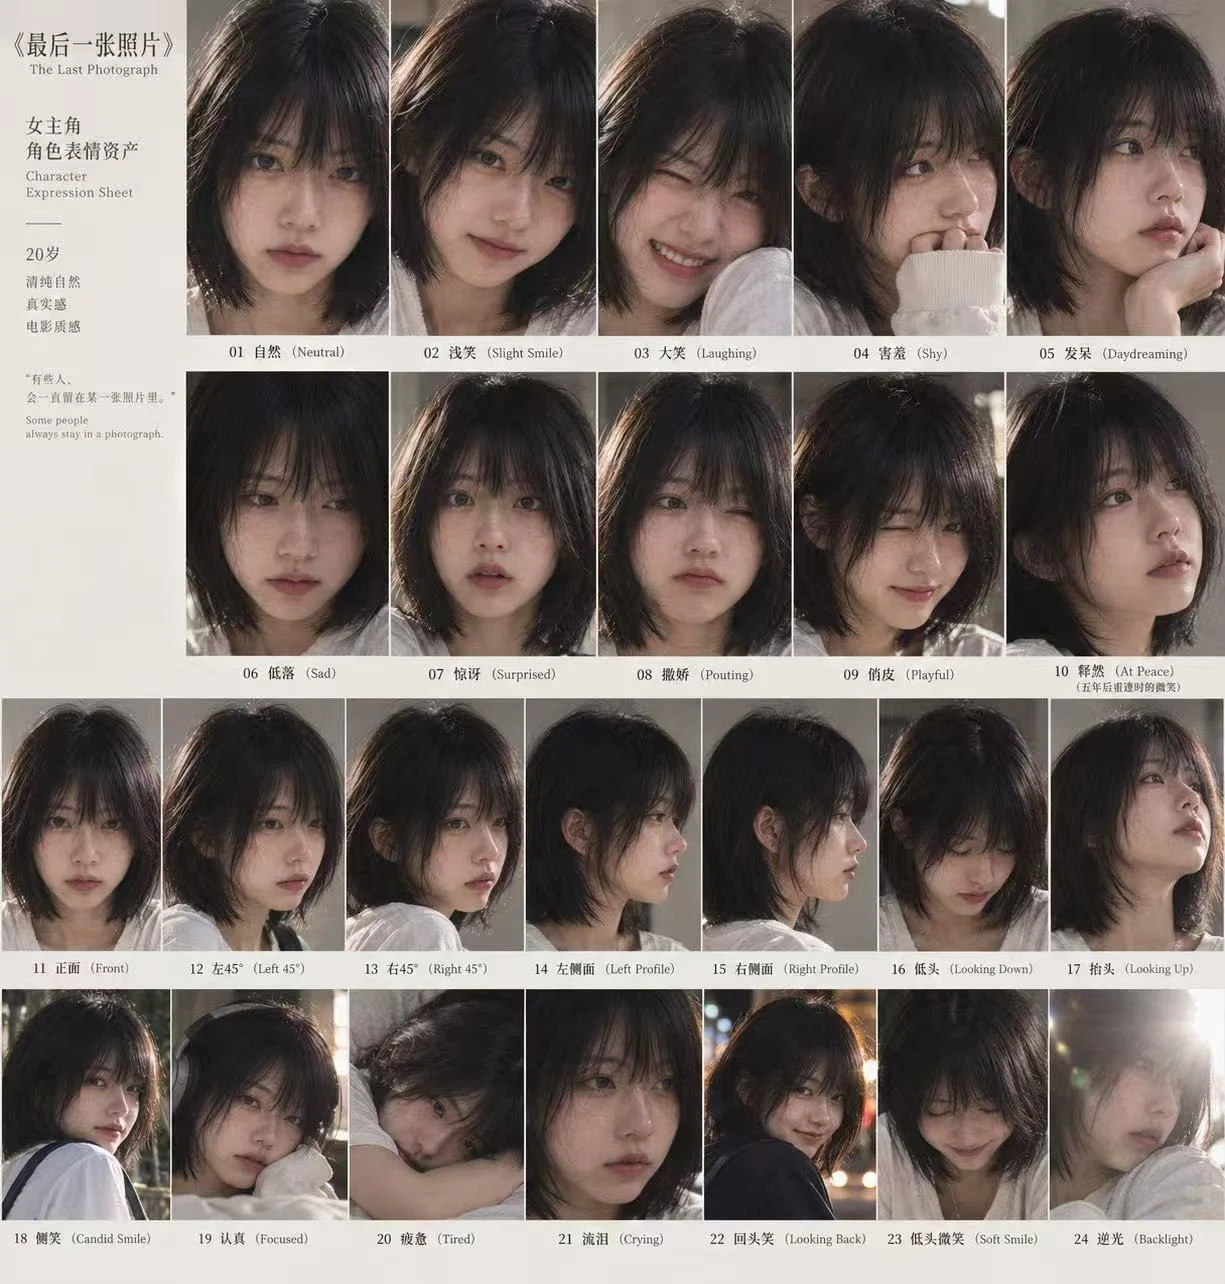 《最后一张照片》
The Last Photograph
女主角
角色表情资产
Character
Expression Sheet
20岁
清纯自然
真实感
电影质感
“有些人，
会一直留在某一张照片里。”
Some people
always stay in a photograph.
01 自然 （Neutral）
02 浅笑 （Slight Smile）
03 大笑 （Laughing）
04 害羞 （Shy）
05 发呆 （Daydreaming）
06 低落 （Sad）
07 惊讶 （Surprised）
08 撒娇 （Pouting）
09 俏皮 （Playful）
10 释然 （At Peace）
（五年后重逢时的微笑）
11 正面 （Front）
12 左45° （Left 45°）
13 右45° （Right 45°）
14 左侧面 （Left Profile）
15 右侧面 （Right Profile）
16 低头 （Looking Down）
17 抬头 （Looking Up）
18 侧笑 （Candid Smile）
19 认真 （Focused）
20 疲惫 （Tired）
21 流泪 （Crying）
22 回头笑 （Looking Back）
23 低头微笑 （Soft Smile）
24 逆光 （Backlight）